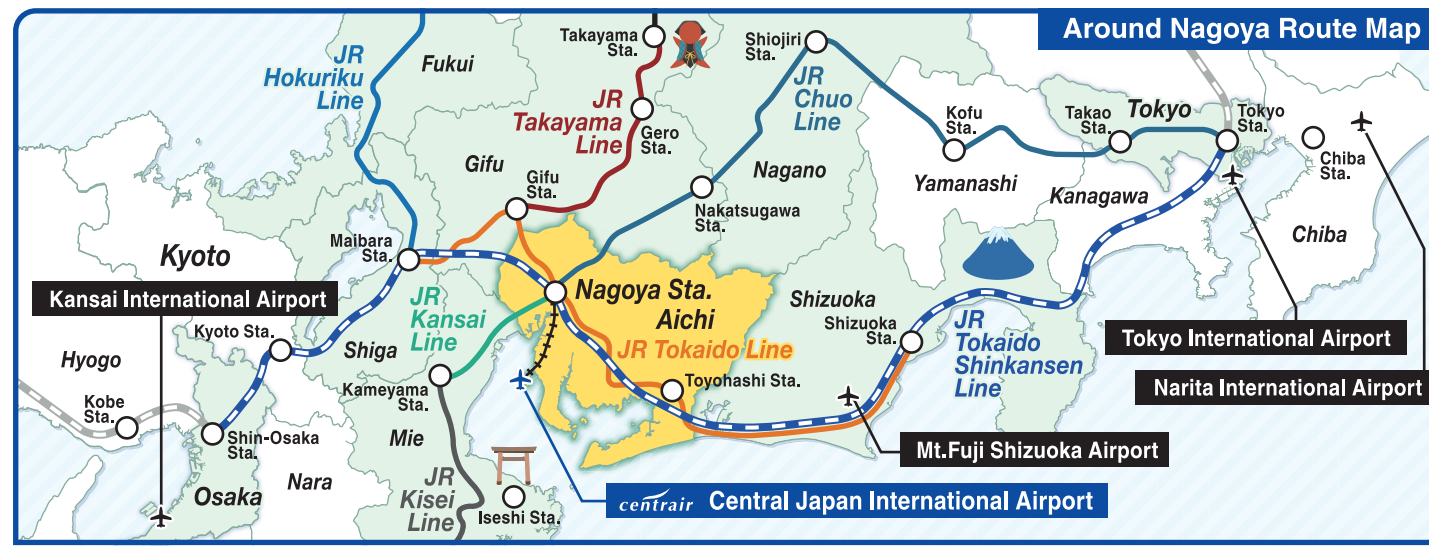 Around Nagoya Route Map
Takayama
Sta.
Shiojiri
Sta.
Fukui
JR
Hokuriku
Line
JR
Takayama
Line
Gero
Sta.
JR
Chuo
Line
Kofu
Sta.
Takao
Sta.
Tokyo
Tokyo
Sta.
Chiba
Sta.
Gifu
Gifu
Sta.
Nagano
Nakatsugawa
Sta.
Yamanashi
Kanagawa
Chiba
Maibara
Sta.
Kyoto
Kansai International Airport
Nagoya Sta.
Aichi
JR
Kansai
Line
Shizuoka
Shizuoka
Sta.
JR
Tokaido
Shinkansen
Line
Tokyo International Airport
Narita International Airport
Kyoto Sta.
Hyogo
Shiga
JR Tokaido Line
Kameyama
Sta.
Toyohashi Sta.
Kobe
Sta.
Shin-Osaka
Sta.
Mie
Mt.Fuji Shizuoka Airport
Osaka
Nara
JR
Kisei
Line
Iseshi Sta.
centrair Central Japan International Airport